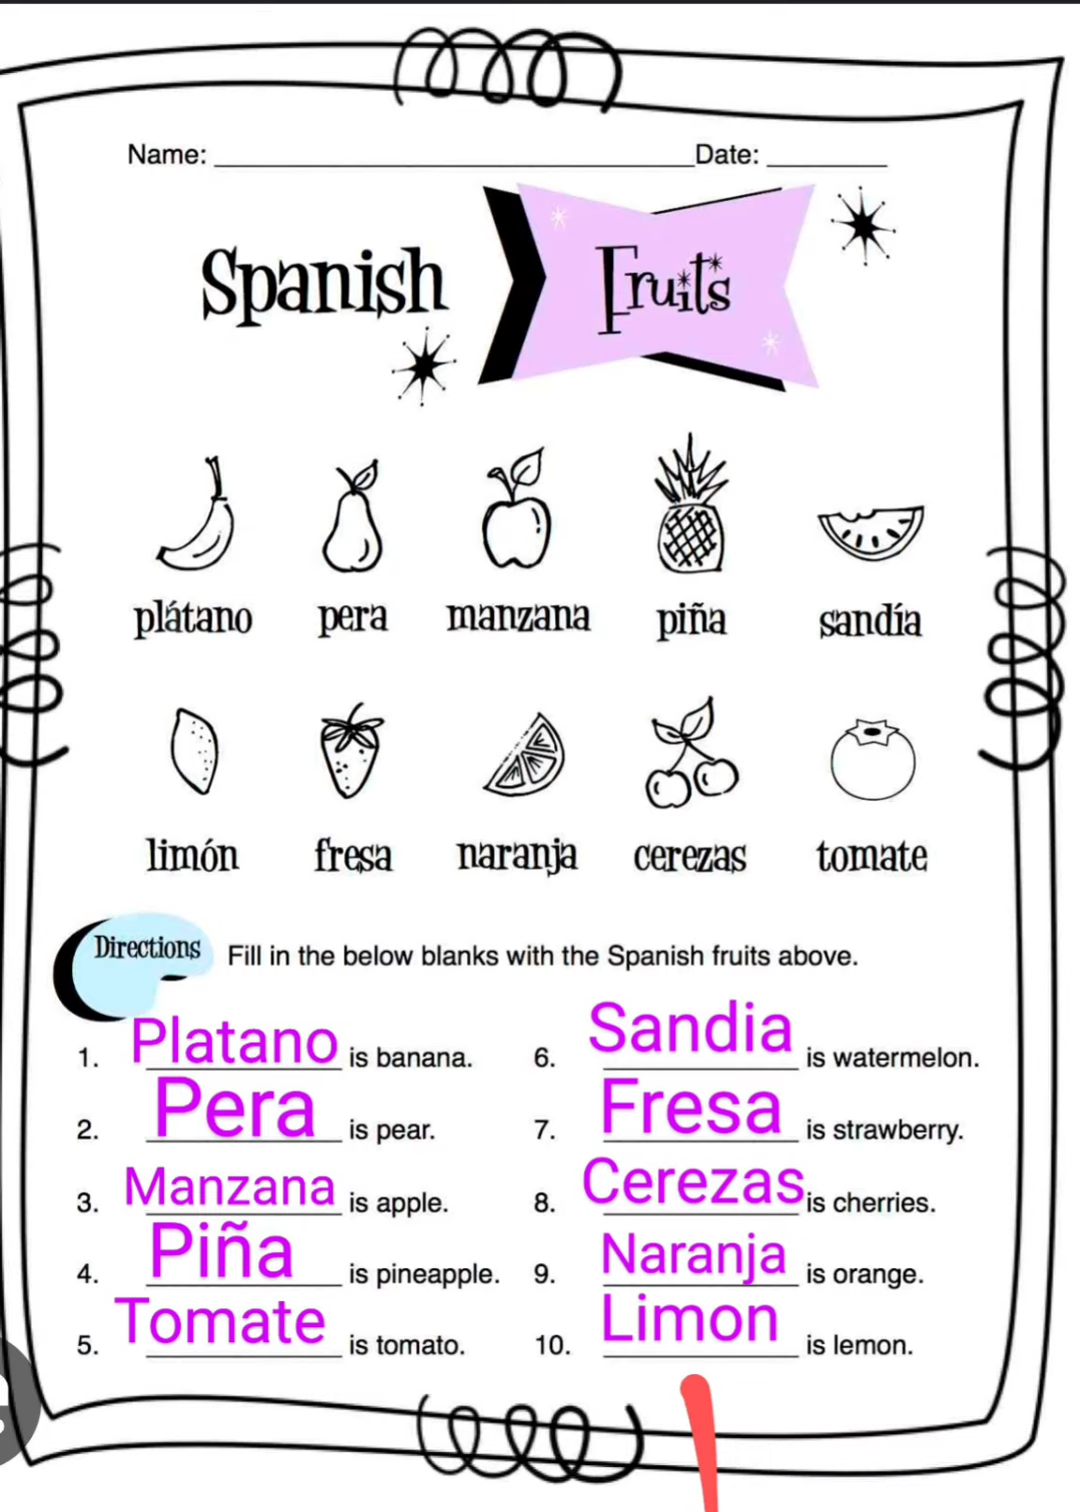 Name: ____ Date: ____
Spanish Fruits
plátano pera manzana piña sandía
limón fresa naranja cerezas tomate
Directions Fill in the below blanks with the Spanish fruits above.
1. Platano is banana. 6. Sandia is watermelon.
2. Pera is pear. 7. Fresa is strawberry.
3. Manzana is apple. 8. Cerezas is cherries.
4. Piña is pineapple. 9. Naranja is orange.
5. Tomate is tomato. 10. Limon is lemon.